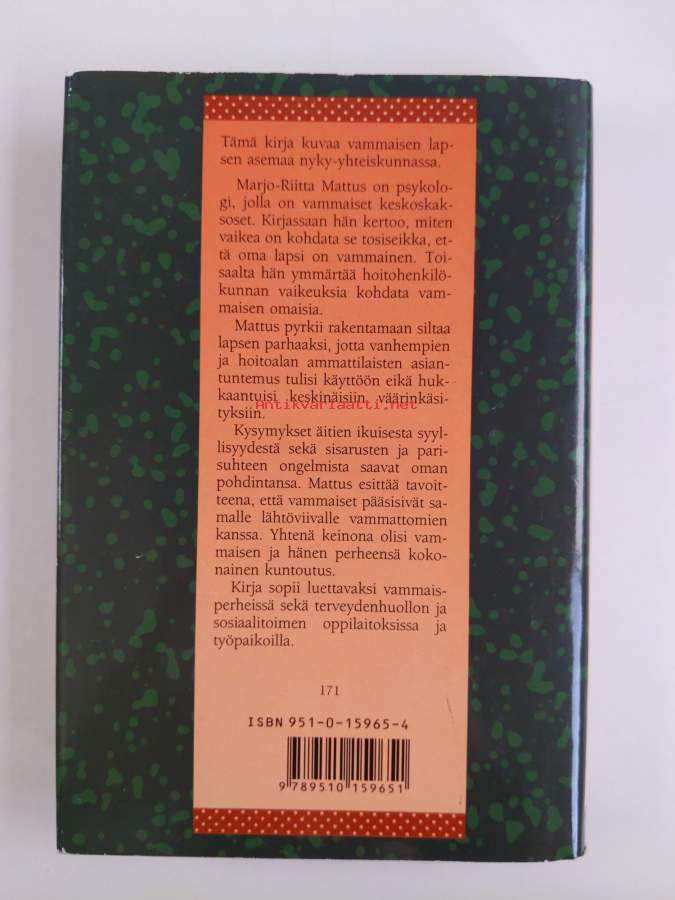 Tämä kirja kuvaa vammaisen lap-
sen asemaa nyky-yhteiskunnassa.
Marjo-Riitta Mattus on psykolo-
gi, jolla on vammaiset keskoskak-
soset. Kirjassaan hän kertoo, miten
vaikea on kohdata se tosiseikka, et-
tä oma lapsi on vammainen. Toi-
saalta hän ymmärtää hoitohenkilö-
kunnan vaikeuksia kohdata vam-
maisen omaisia.
Mattus pyrkii rakentamaan siltaa
lapsen parhaaksi, jotta vanhempien
ja hoitoalan ammattilaisten asian-
tuntemus tulisi käyttöön eikä huk-
kaantuisi keskinäisiin väärinkäsi-
Antikvariaatti.net
tyksiin.
Kysymykset äitien ikuisesta syyl-
lisyydestä sekä sisarusten ja pari-
suhteen ongelmista saavat oman
pohdintansa. Mattus esittää tavoit-
teena, että vammaiset pääsisivät sa-
malle lähtöviivalle vammattomien
kanssa. Yhtenä keinona olisi vam-
maisen ja hänen perheensä koko-
nainen kuntoutus.
Kirja sopii luettavaksi vammais-
perheissä sekä terveydenhuollon ja
sosiaalitoimen oppilaitoksissa ja
työpaikoilla.
171
ISBN 951-0-15965-4
9 789510 159651